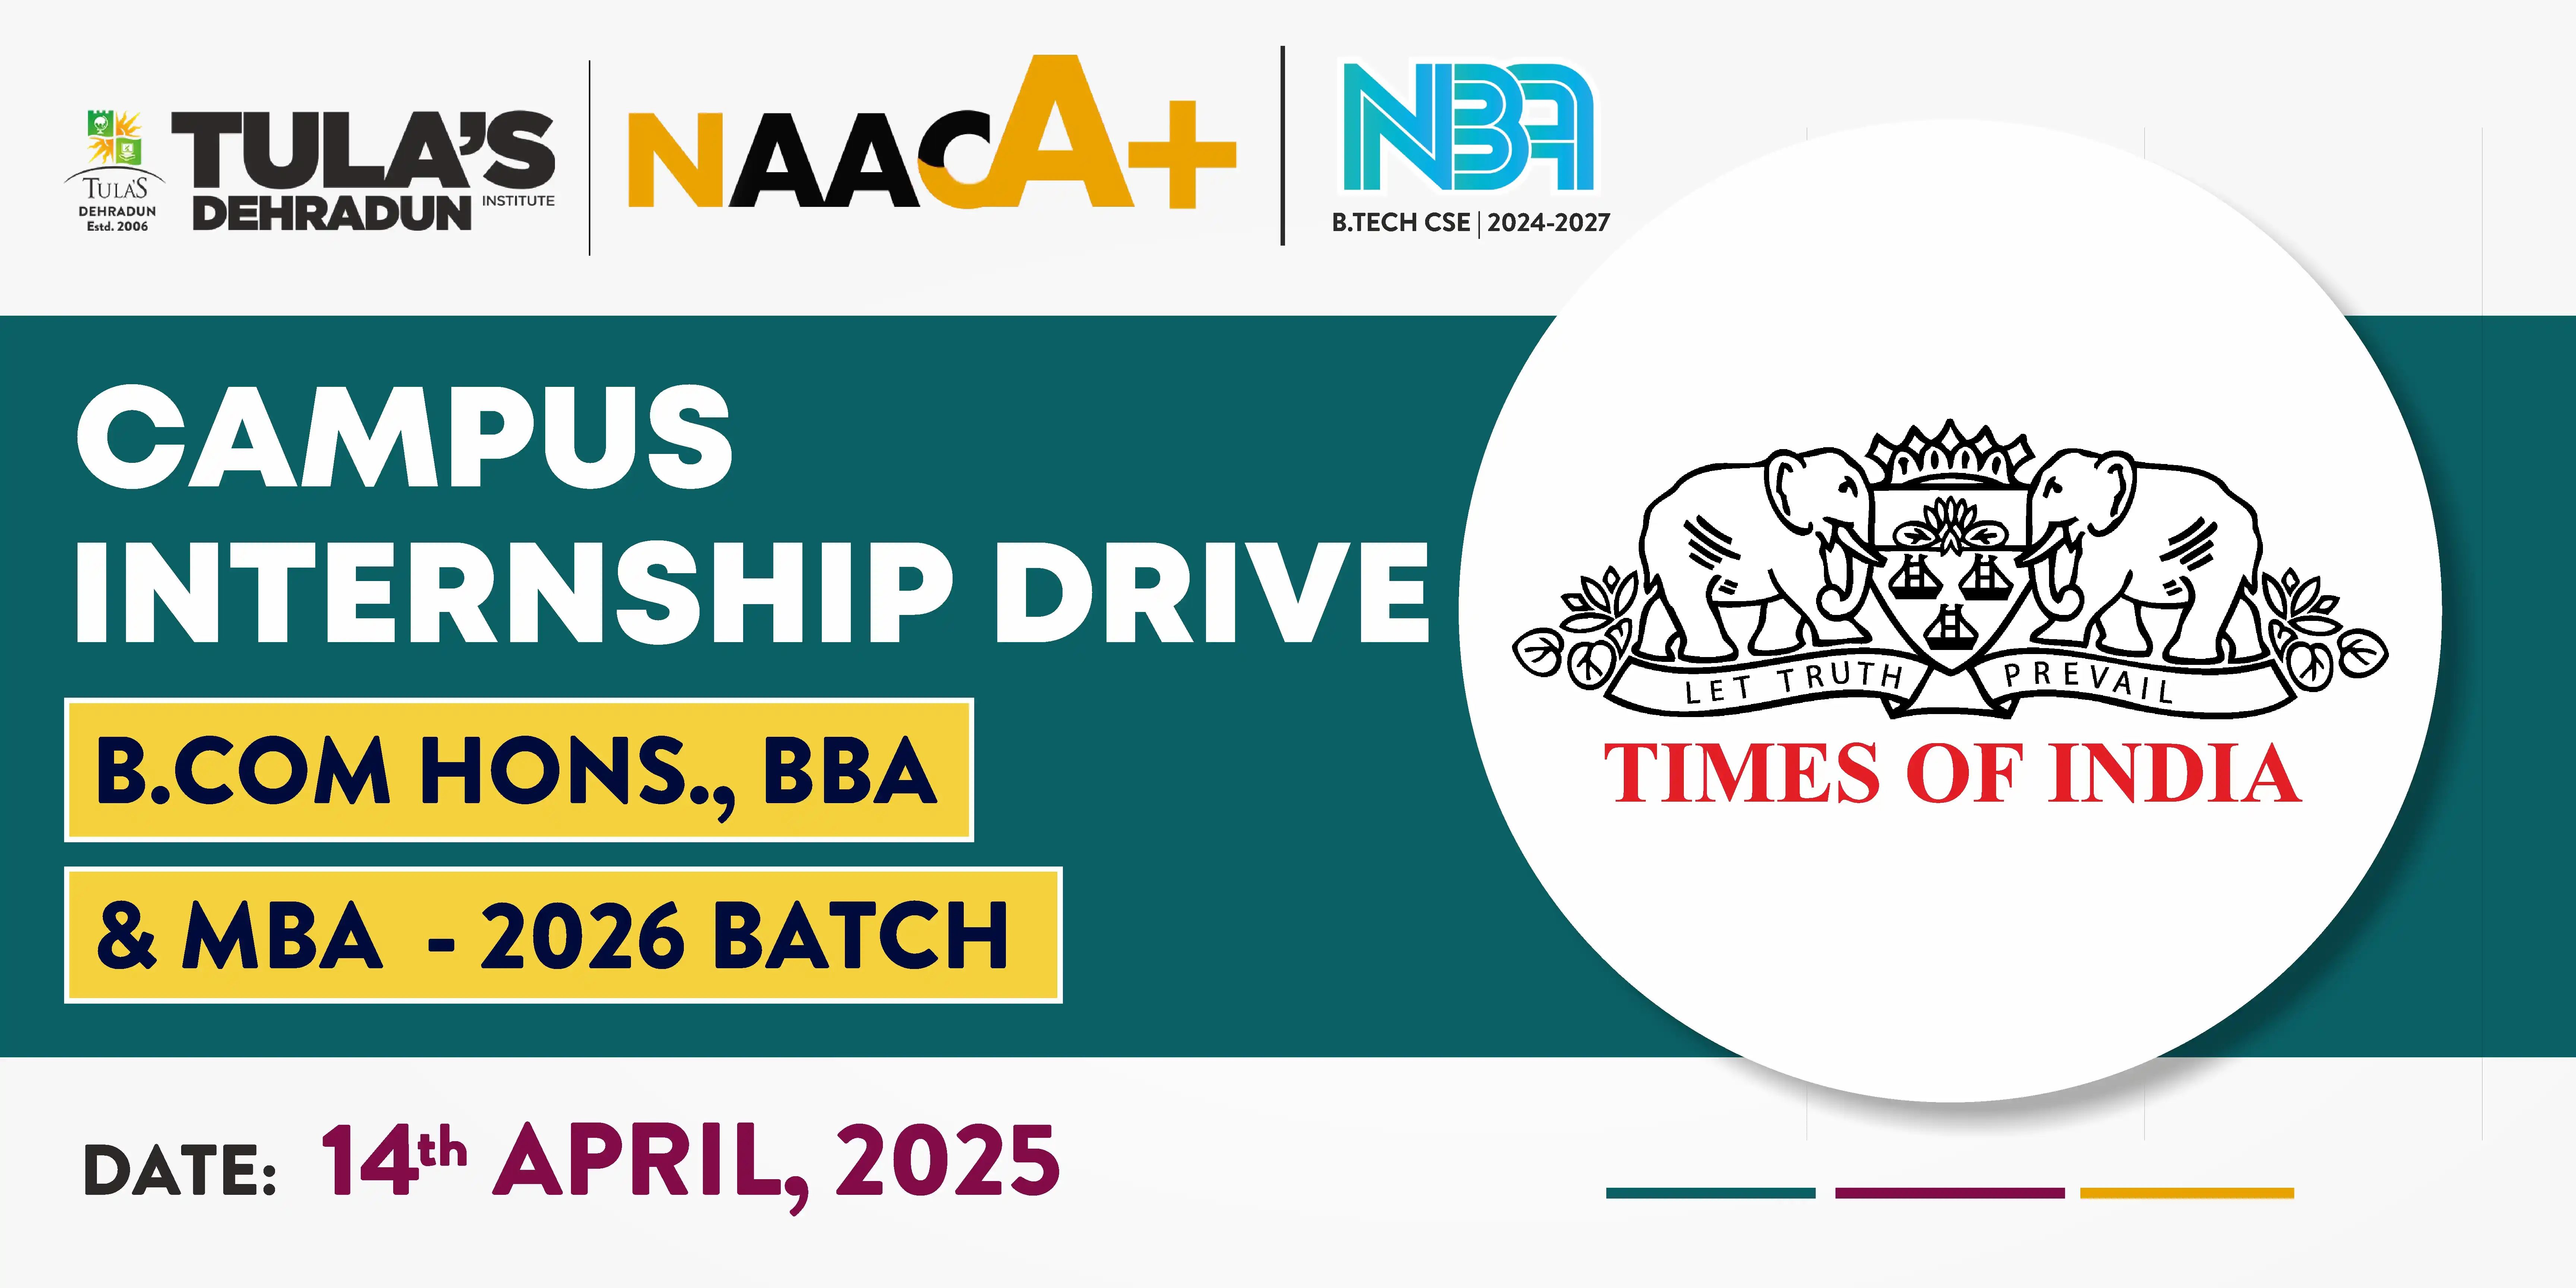 TULA'S
DEHRADUN
Estd. 2006
TULA'S
DEHRADUN INSTITUTE
NAAC A+
NBA
B.TECH CSE | 2024-2027
CAMPUS
INTERNSHIP DRIVE
B.COM HONS., BBA
& MBA - 2026 BATCH
DATE: 14th APRIL, 2025
LET TRUTH PREVAIL
TIMES OF INDIA